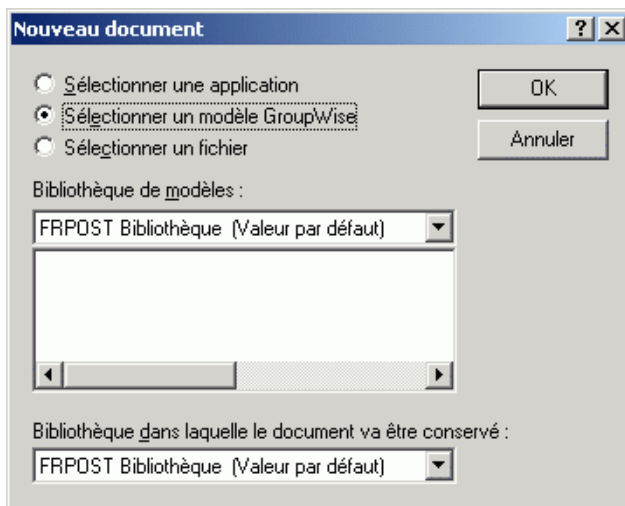 Nouveau document
Sélectionner une application
OK
Sélectionner un modèle GroupWise
Annuler
Sélectionner un fichier
Bibliothèque de modèles :
FRPOST Bibliothèque (Valeur par défaut)
Bibliothèque dans laquelle le document va être conservé :
FRPOST Bibliothèque (Valeur par défaut)